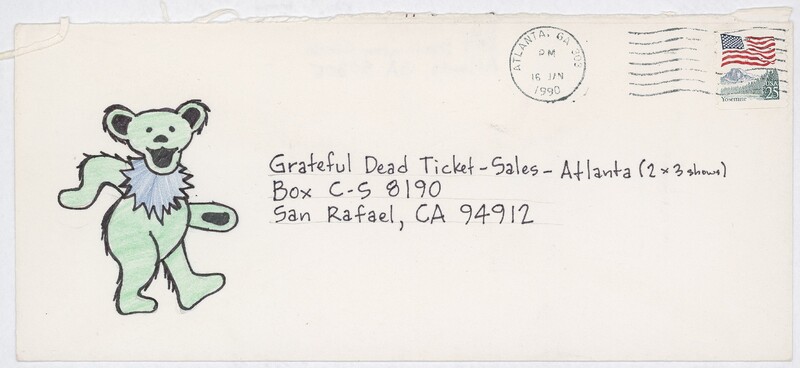 ATLANTA, GA 303
PM
16 JAN
1990
USA
25
Yosemite
Grateful Dead Ticket-Sales-Atlanta (2 x 3 shows)
Box C-S 8190
San Rafael, CA 94912